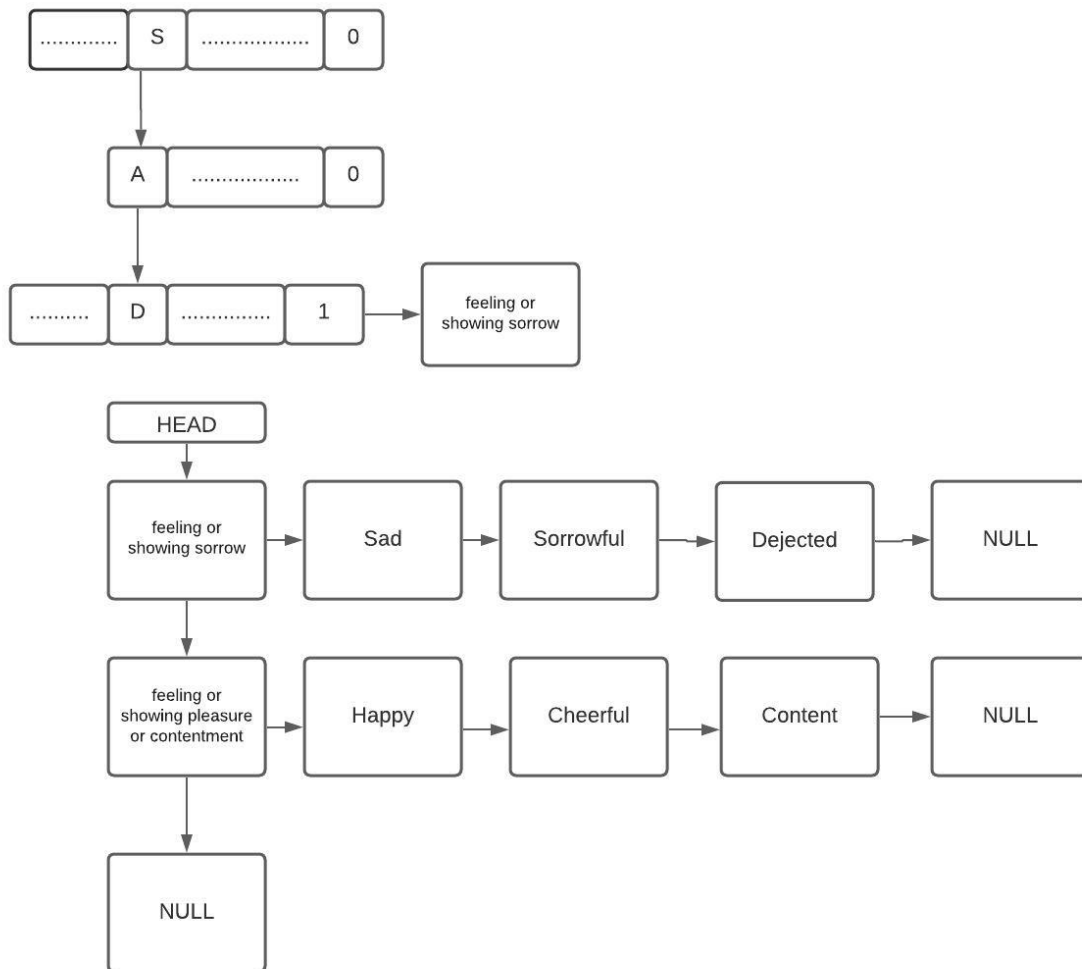 ............. S .................. 0
A .................. 0
.......... D ............... 1
feeling or
showing sorrow
HEAD
feeling or
showing sorrow
Sad
Sorrowful
Dejected
NULL
feeling or
showing pleasure
or contentment
Happy
Cheerful
Content
NULL
NULL